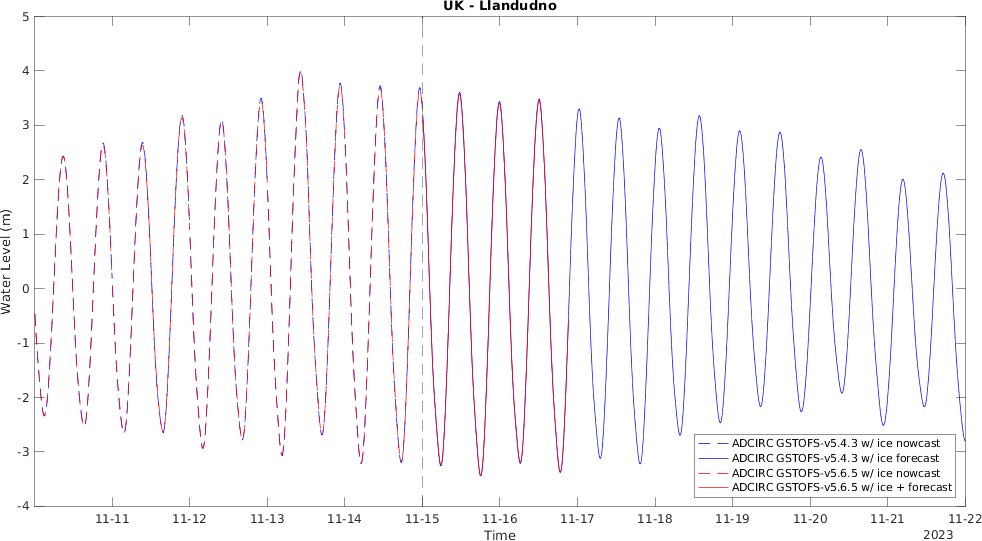 UK - Llandudno
5
4
3
2
1
0
-1
-2
-3
-4
Water Level (m)
ADCIRC GSTOFS-v5.4.3 w/ ice nowcast
ADCIRC GSTOFS-v5.4.3 w/ ice forecast
ADCIRC GSTOFS-v5.6.5 w/ ice nowcast
ADCIRC GSTOFS-v5.6.5 w/ ice + forecast
11-11 11-12 11-13 11-14 11-15 11-16 11-17 11-18 11-19 11-20 11-21 11-22
Time
2023